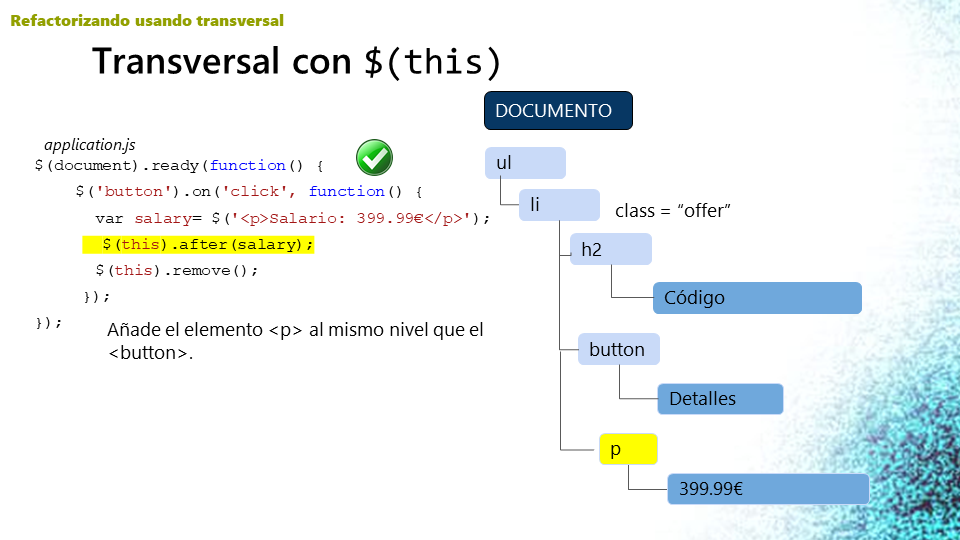 Refactorizando usando transversal
Transversal con $(this)
application.js
$(document).ready(function() {
$('button').on('click', function() {
var salary= $('<p>Salario: 399.99€</p>');
$(this).after(salary);
$(this).remove();
});
});
Añade el elemento <p> al mismo nivel que el
<button>.
DOCUMENTO
ul
li
class = “offer”
h2
Código
button
Detalles
p
399.99€